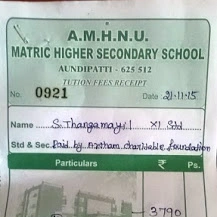 A.M.H.N.U.
MATRIC HIGHER SECONDARY SCHOOL
AUNDIPATTI - 625 512
TUTION FEES RECEIPT
No. 0921 Date 21-11-15
Name S. Thangamayil XI Std
Std & Sec Paid by Aatham charitable foundation
Particulars ₹ Ps.
3790